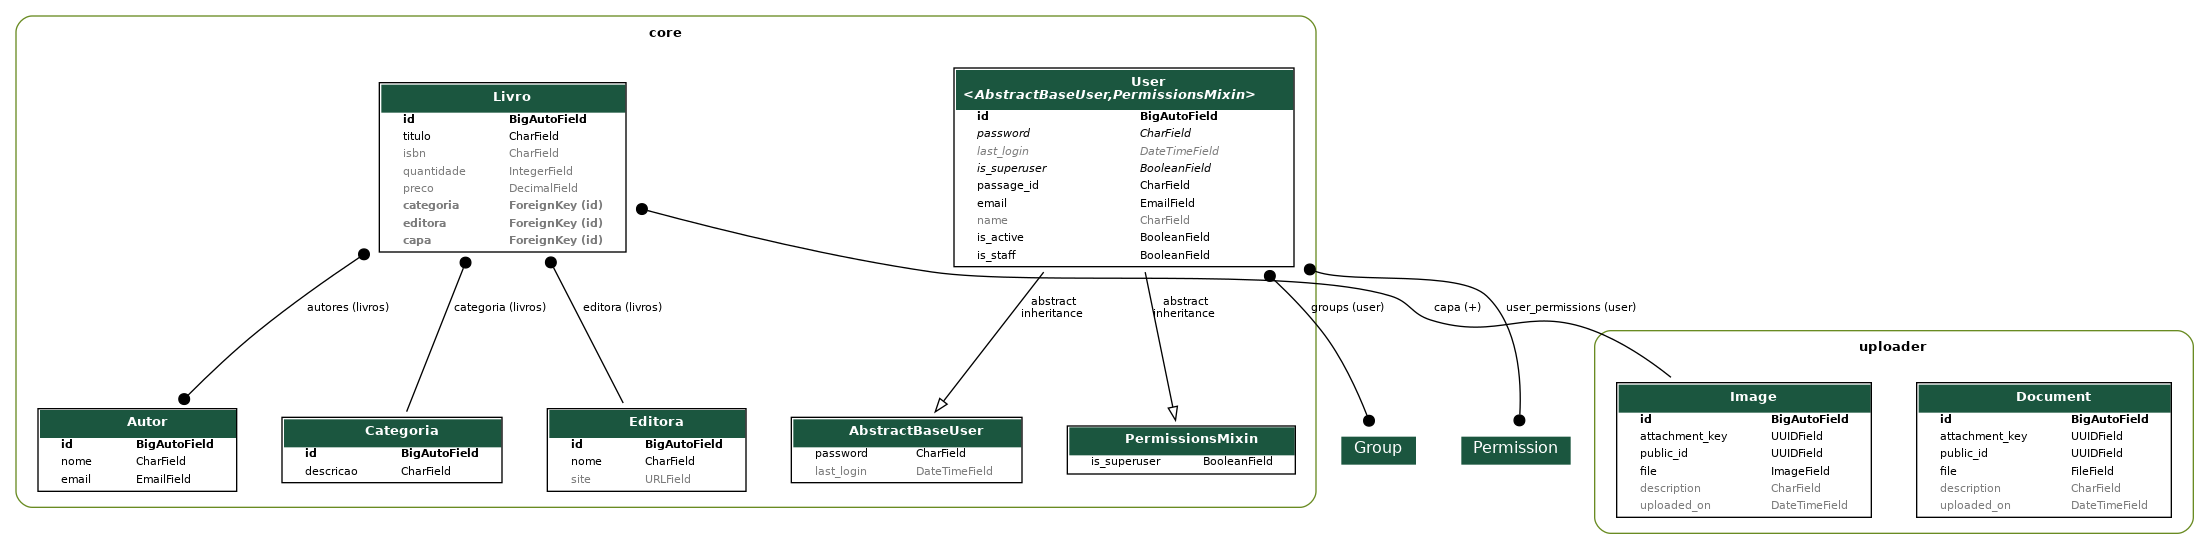 core
Livro
id BigAutoField
titulo CharField
isbn CharField
quantidade IntegerField
preco DecimalField
categoria ForeignKey (id)
editora ForeignKey (id)
capa ForeignKey (id)
User
<AbstractBaseUser,PermissionsMixin>
id BigAutoField
password CharField
last_login DateTimeField
is_superuser BooleanField
passage_id CharField
email EmailField
name CharField
is_active BooleanField
is_staff BooleanField
autores (livros)
categoria (livros)
editora (livros)
abstract
inheritance
abstract
inheritance
groups (user)
capa (+)
user_permissions (user)
Autor
id BigAutoField
nome CharField
email EmailField
Categoria
id BigAutoField
descricao CharField
Editora
id BigAutoField
nome CharField
site URLField
AbstractBaseUser
password CharField
last_login DateTimeField
PermissionsMixin
is_superuser BooleanField
Group
Permission
uploader
Image
id BigAutoField
attachment_key UUIDField
public_id UUIDField
file ImageField
description CharField
uploaded_on DateTimeField
Document
id BigAutoField
attachment_key UUIDField
public_id UUIDField
file FileField
description CharField
uploaded_on DateTimeField